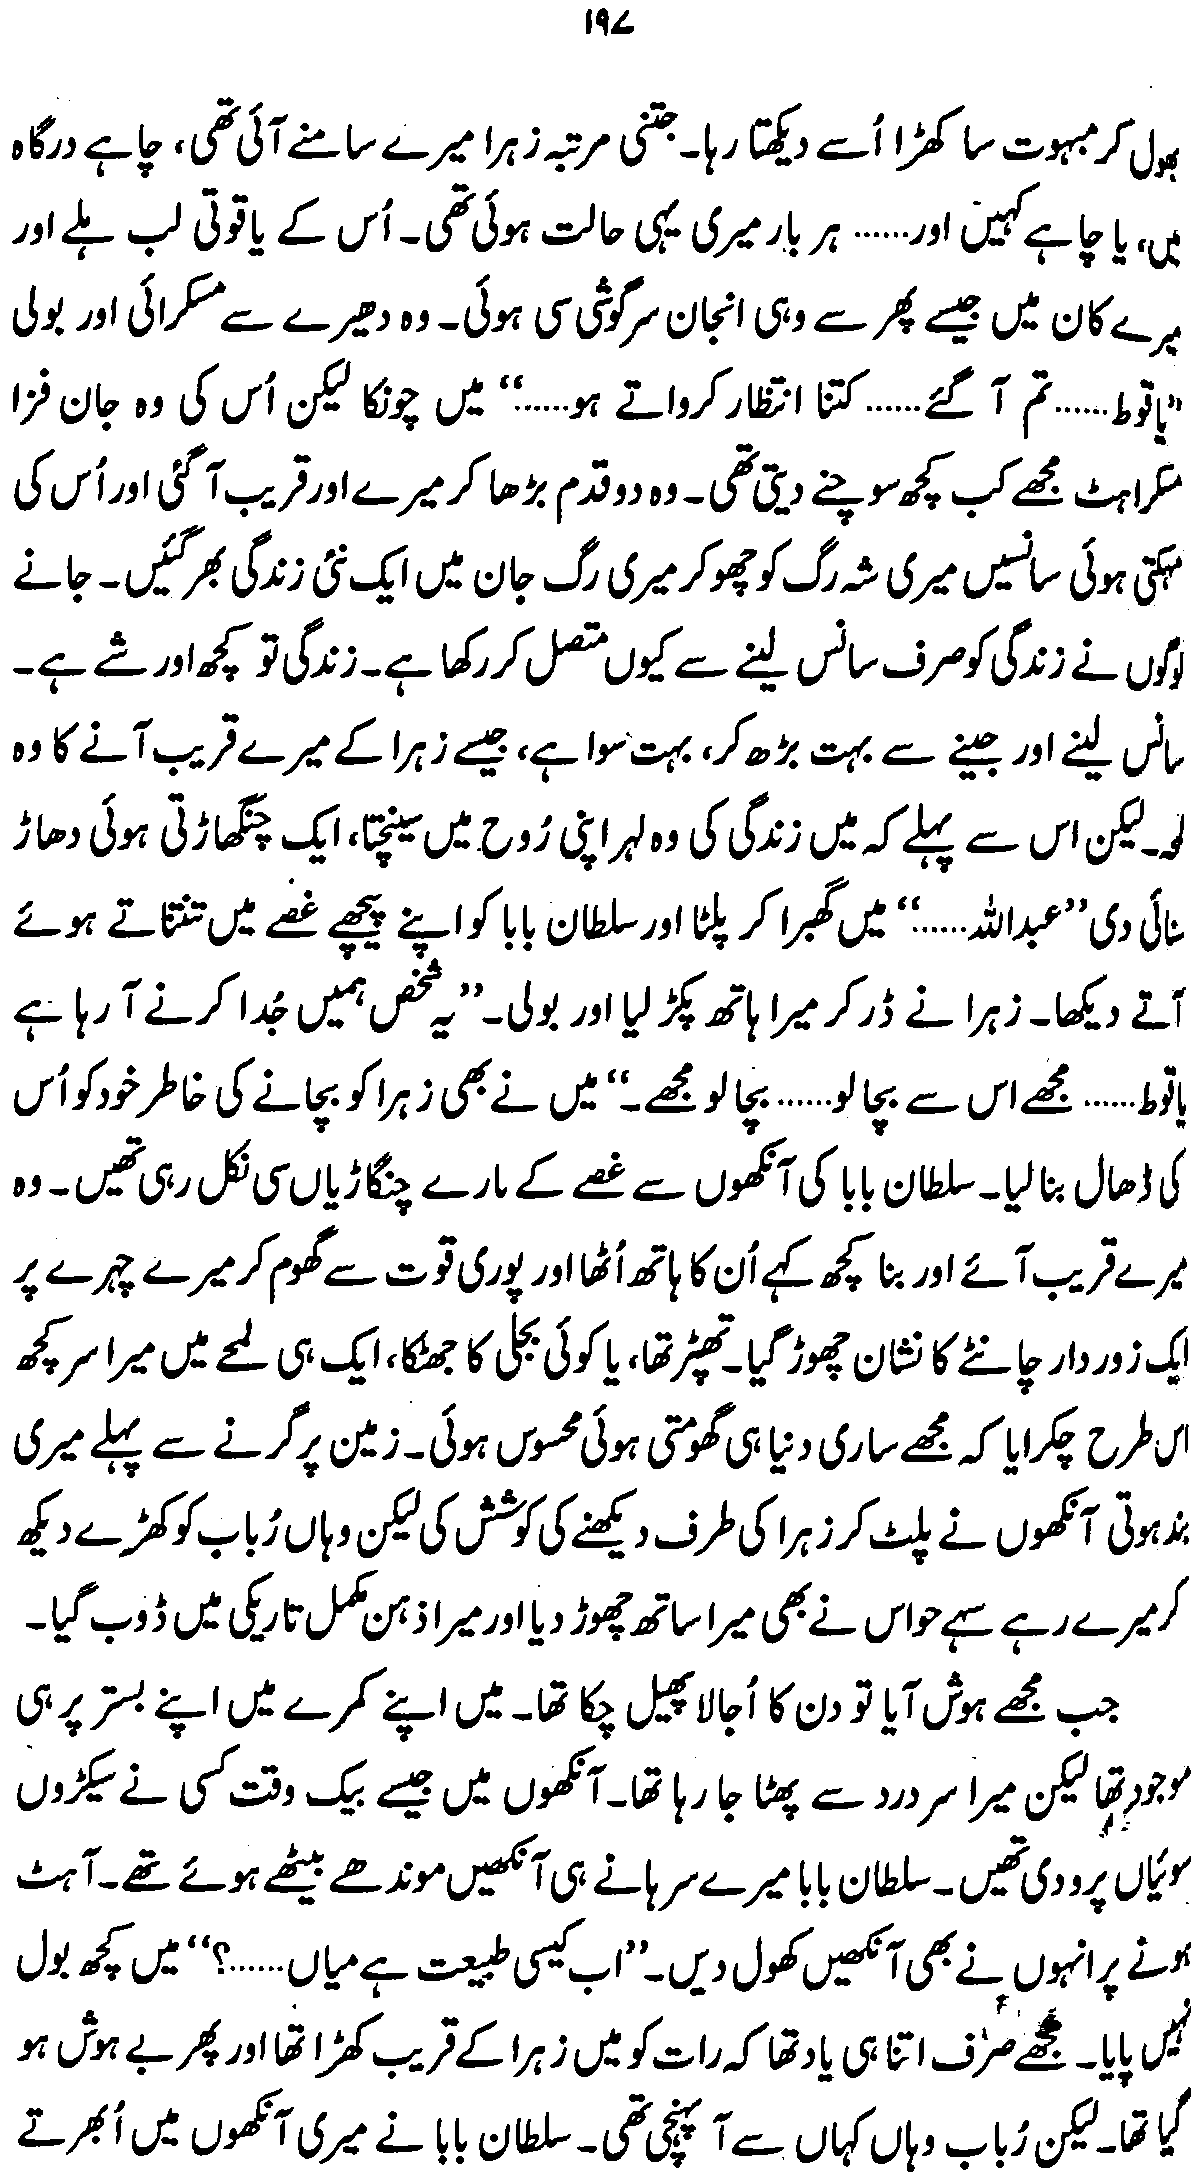 ۱۹۷
بھول کر مبہوت سا کھڑا اُسے دیکھتا رہا۔ جتنی مرتبہ زہرا میرے سامنے آئی تھی، چاہے درگاہ
میں، یا چاہے کہیں اور...... ہر بار میری یہی حالت ہوئی تھی۔ اُس کے یاقوتی لب ہلے اور
میرے کان میں جیسے پھر سے وہی انجان سرگوشی سی ہوئی۔ وہ دھیرے سے مسکرائی اور بولی
”یاقوط...... تم آ گئے...... کتنا انتظار کرواتے ہو......“ میں چونکا لیکن اُس کی وہ جان فزا
مسکراہٹ مجھے کب کچھ سوچنے دیتی تھی۔ وہ دو قدم بڑھا کر میرے اور قریب آ گئی اور اُس کی
مہکتی ہوئی سانسیں میری شہ رگ کو چھو کر میری رگ جان میں ایک نئی زندگی بھر گئیں۔ جانے
لوگوں نے زندگی کو صرف سانس لینے سے کیوں متصل کر رکھا ہے۔ زندگی تو کچھ اور شے ہے۔
سانس لینے اور جینے سے بہت بڑھ کر، بہت سوا ہے، جیسے زہرا کے میرے قریب آنے کا وہ
لمحہ۔ لیکن اس سے پہلے کہ میں زندگی کی وہ لہر اپنی رُوح میں سینچتا، ایک چنگھاڑتی ہوئی دھاڑ
سنائی دی ”عبداللہ......“ میں گھبرا کر پلٹا اور سلطان بابا کو اپنے پیچھے غصے میں تنتناتے ہوئے
آتے دیکھا۔ زہرا نے ڈر کر میرا ہاتھ پکڑ لیا اور بولی۔ ”یہ شخص ہمیں جُدا کرنے آ رہا ہے
یاقوط...... مجھے اس سے بچا لو...... بچا لو مجھے۔“ میں نے بھی زہرا کو بچانے کی خاطر خود کو اُس
کی ڈھال بنا لیا۔ سلطان بابا کی آنکھوں سے غصے کے مارے چنگاڑیاں سی نکل رہی تھیں۔ وہ
میرے قریب آئے اور بنا کچھ کہے اُن کا ہاتھ اُٹھا اور پوری قوت سے گھوم کر میرے چہرے پر
ایک زور دار چانٹے کا نشان چھوڑ گیا۔ تھپڑ تھا، یا کوئی بجلی کا جھٹکا، ایک ہی لمحے میں میرا سر کچھ
اس طرح چکرایا کہ مجھے ساری دنیا ہی گھومتی ہوئی محسوس ہوئی۔ زمین پر گرنے سے پہلے میری
بند ہوتی آنکھوں نے پلٹ کر زہرا کی طرف دیکھنے کی کوشش کی لیکن وہاں رُباب کو کھڑے دیکھ
کر میرے رہے سہے حواس نے بھی میرا ساتھ چھوڑ دیا اور میرا ذہن مکمل تاریکی میں ڈوب گیا۔
جب مجھے ہوش آیا تو دن کا اُجالا پھیل چکا تھا۔ میں اپنے کمرے میں اپنے بستر پر ہی
موجود تھا لیکن میرا سر درد سے پھٹا جا رہا تھا۔ آنکھوں میں جیسے بیک وقت کسی نے سیکڑوں
سوئیاں پرو دی تھیں۔ سلطان بابا میرے سرہانے ہی آنکھیں موندھے بیٹھے ہوئے تھے۔ آہٹ
ہونے پر انہوں نے بھی آنکھیں کھول دیں۔ ”اب کیسی طبیعت ہے میاں......؟“ میں کچھ بول
نہیں پایا۔ مجھے صرف اتنا ہی یاد تھا کہ رات کو میں زہرا کے قریب کھڑا تھا اور پھر بے ہوش ہو
گیا تھا۔ لیکن رُباب وہاں کہاں سے آ پہنچی تھی۔ سلطان بابا نے میری آنکھوں میں اُبھرتے